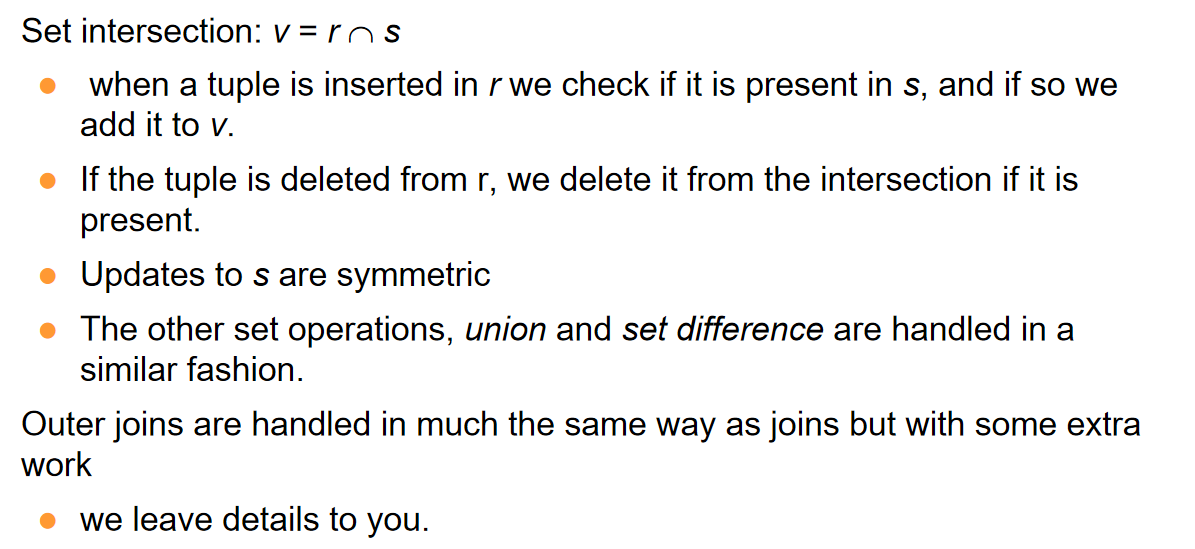 Set intersection: v = r ∩ s
● when a tuple is inserted in r we check if it is present in s, and if so we
add it to v.
● If the tuple is deleted from r, we delete it from the intersection if it is
present.
● Updates to s are symmetric
● The other set operations, union and set difference are handled in a
similar fashion.
Outer joins are handled in much the same way as joins but with some extra
work
● we leave details to you.